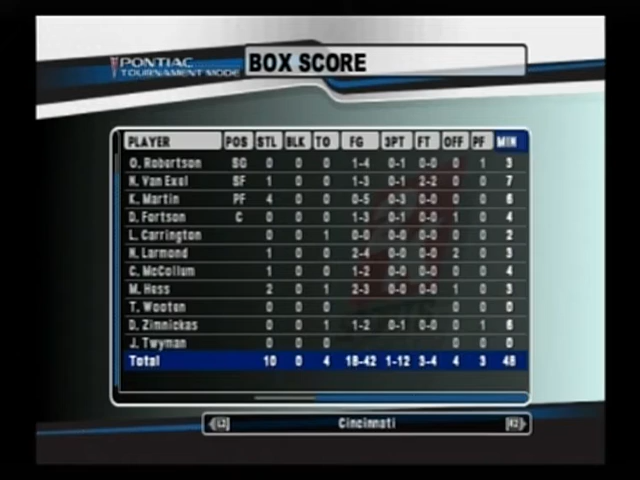 PONTIAC
TOURNAMENT MODE
BOX SCORE
PLAYER POS STL BLK TO FG 3PT FT OFF PF MIN
O. Robertson SG 0 0 0 1-4 0-1 0-0 0 1 3
N. Van Exel SF 1 0 0 1-3 0-1 2-2 0 0 7
K. Martin PF 4 0 0 0-5 0-3 0-0 0 0 6
D. Fortson C 0 0 0 1-3 0-1 0-0 1 0 4
L. Carrington 0 0 1 0-0 0-0 0-0 0 0 2
N. Larmond 1 0 0 2-4 0-0 0-0 2 0 3
C. McCollum 1 0 0 1-2 0-0 0-0 0 0 4
M. Hess 2 0 1 2-3 0-0 0-0 1 0 3
T. Wooten 0 0 0 0 0 0
D. Zimnickas 0 0 1 1-2 0-1 0-0 0 1 6
J. Twyman 0 0 0 0 0 0
Total 10 0 4 18-42 1-12 3-4 4 3 48
L2 Cincinnati R2